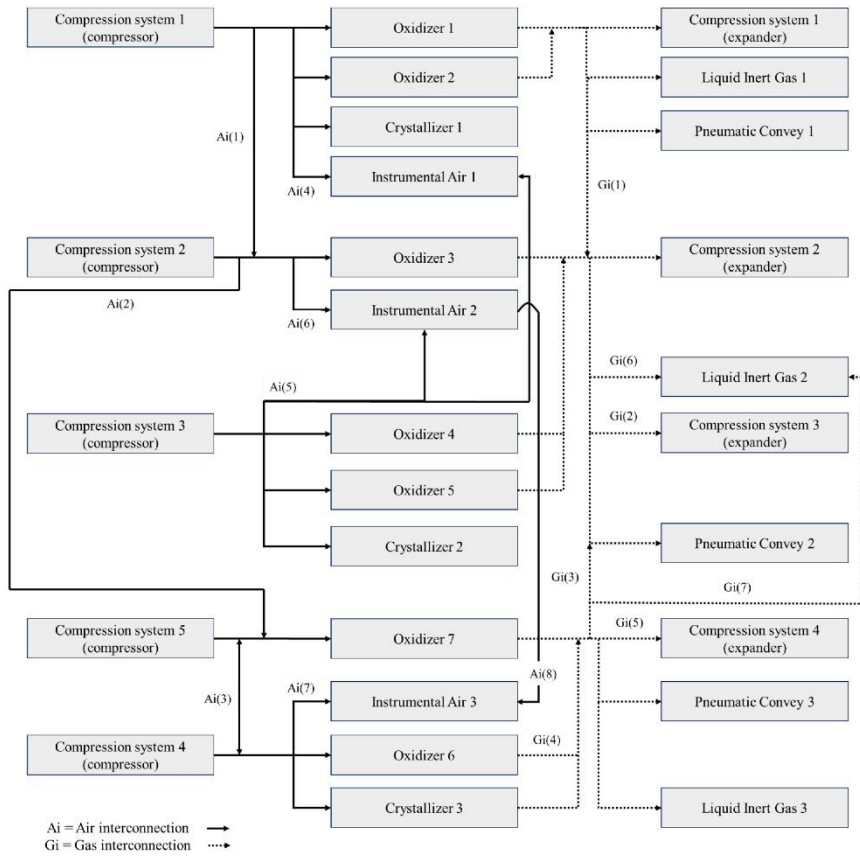 Compression system 1
(compressor)
Oxidizer 1
Compression system 1
(expander)
Oxidizer 2
Liquid Inert Gas 1
Ai(1)
Crystallizer 1
Pneumatic Convey 1
Ai(4)
Instrumental Air 1
Gi(1)
Compression system 2
(compressor)
Oxidizer 3
Compression system 2
(expander)
Ai(2)
Ai(6)
Instrumental Air 2
Gi(6)
Liquid Inert Gas 2
Ai(5)
Gi(2)
Compression system 3
(compressor)
Oxidizer 4
Compression system 3
(expander)
Oxidizer 5
Crystallizer 2
Pneumatic Convey 2
Gi(3)
Gi(7)
Compression system 5
(compressor)
Oxidizer 7
Gi(5)
Compression system 4
(expander)
Ai(3)
Ai(7)
Ai(8)
Instrumental Air 3
Pneumatic Convey 3
Gi(4)
Compression system 4
(compressor)
Oxidizer 6
Crystallizer 3
Liquid Inert Gas 3
Ai = Air interconnection
Gi = Gas interconnection